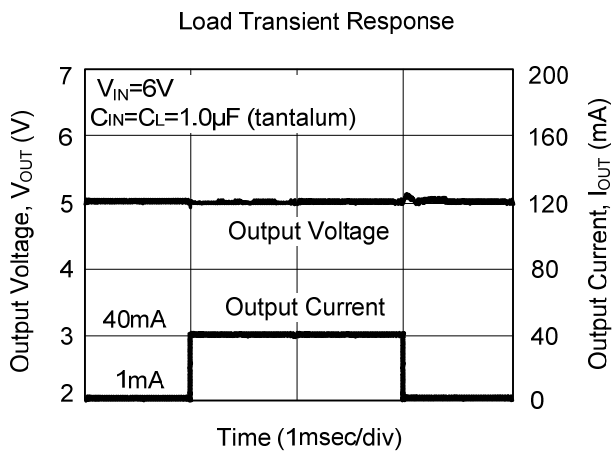 Load Transient Response
7
6
5
4
3
2
Output Voltage, VOUT (V)
VIN=6V
CIN=CL=1.0µF (tantalum)
Output Voltage
Output Current
40mA
1mA
200
160
120
80
40
0
Output Current, IOUT (mA)
Time (1msec/div)